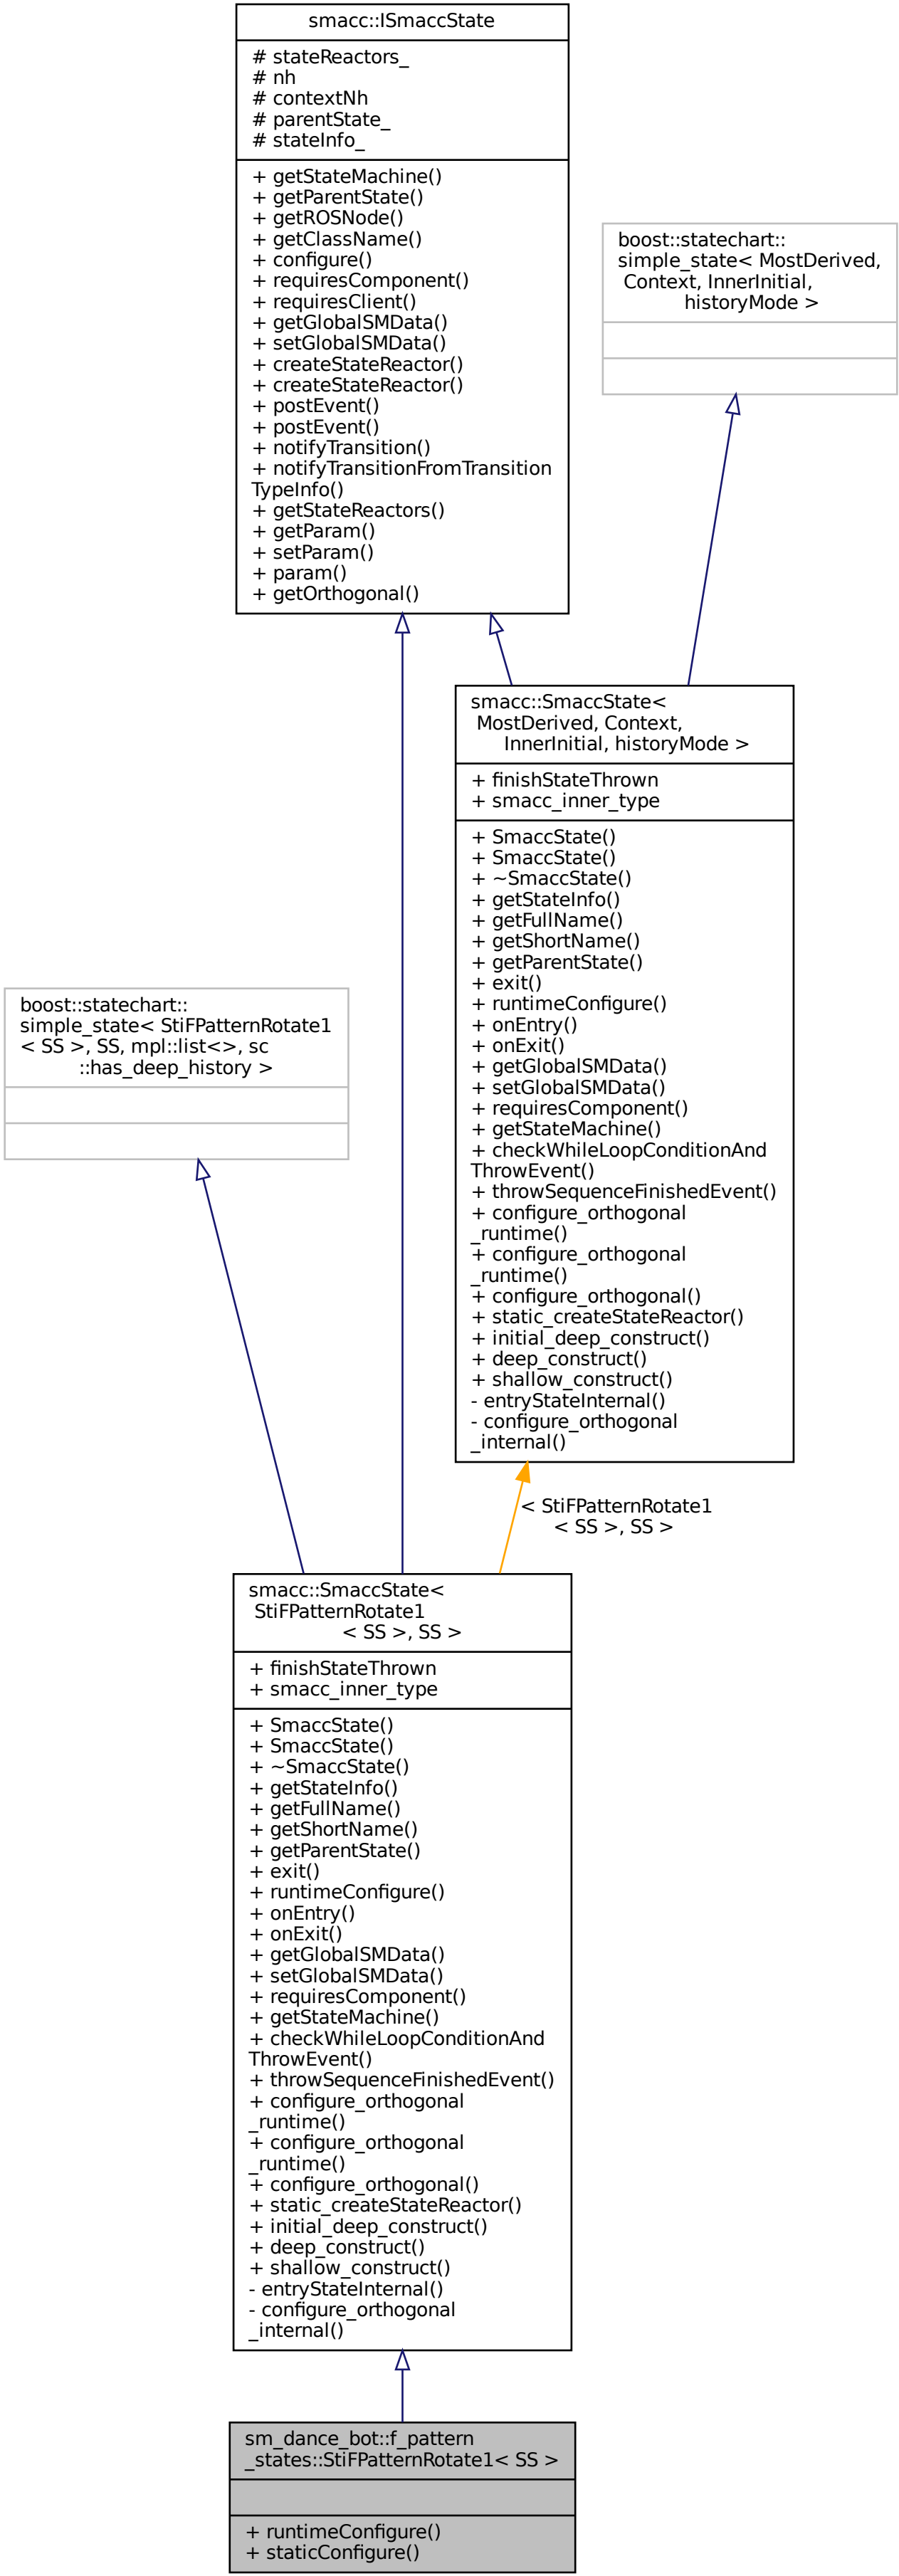 smacc::ISmaccState
# stateReactors_
# nh
# contextNh
# parentState_
# stateInfo_
+ getStateMachine()
+ getParentState()
+ getROSNode()
+ getClassName()
+ configure()
+ requiresComponent()
+ requiresClient()
+ getGlobalSMData()
+ setGlobalSMData()
+ createStateReactor()
+ createStateReactor()
+ postEvent()
+ postEvent()
+ notifyTransition()
+ notifyTransitionFromTransition
TypeInfo()
+ getStateReactors()
+ getParam()
+ setParam()
+ param()
+ getOrthogonal()
boost::statechart::
simple_state< MostDerived,
Context, InnerInitial,
historyMode >
smacc::SmaccState<
MostDerived, Context,
InnerInitial, historyMode >
+ finishStateThrown
+ smacc_inner_type
+ SmaccState()
+ SmaccState()
+ ~SmaccState()
+ getStateInfo()
+ getFullName()
+ getShortName()
+ getParentState()
+ exit()
+ runtimeConfigure()
+ onEntry()
+ onExit()
+ getGlobalSMData()
+ setGlobalSMData()
+ requiresComponent()
+ getStateMachine()
+ checkWhileLoopConditionAnd
ThrowEvent()
+ throwSequenceFinishedEvent()
+ configure_orthogonal
_runtime()
+ configure_orthogonal
_runtime()
+ configure_orthogonal()
+ static_createStateReactor()
+ initial_deep_construct()
+ deep_construct()
+ shallow_construct()
- entryStateInternal()
- configure_orthogonal
_internal()
boost::statechart::
simple_state< StiFPatternRotate1
< SS >, SS, mpl::list<>, sc
::has_deep_history >
< StiFPatternRotate1
< SS >, SS >
smacc::SmaccState<
StiFPatternRotate1
< SS >, SS >
+ finishStateThrown
+ smacc_inner_type
+ SmaccState()
+ SmaccState()
+ ~SmaccState()
+ getStateInfo()
+ getFullName()
+ getShortName()
+ getParentState()
+ exit()
+ runtimeConfigure()
+ onEntry()
+ onExit()
+ getGlobalSMData()
+ setGlobalSMData()
+ requiresComponent()
+ getStateMachine()
+ checkWhileLoopConditionAnd
ThrowEvent()
+ throwSequenceFinishedEvent()
+ configure_orthogonal
_runtime()
+ configure_orthogonal
_runtime()
+ configure_orthogonal()
+ static_createStateReactor()
+ initial_deep_construct()
+ deep_construct()
+ shallow_construct()
- entryStateInternal()
- configure_orthogonal
_internal()
sm_dance_bot::f_pattern
_states::StiFPatternRotate1< SS >
+ runtimeConfigure()
+ staticConfigure()